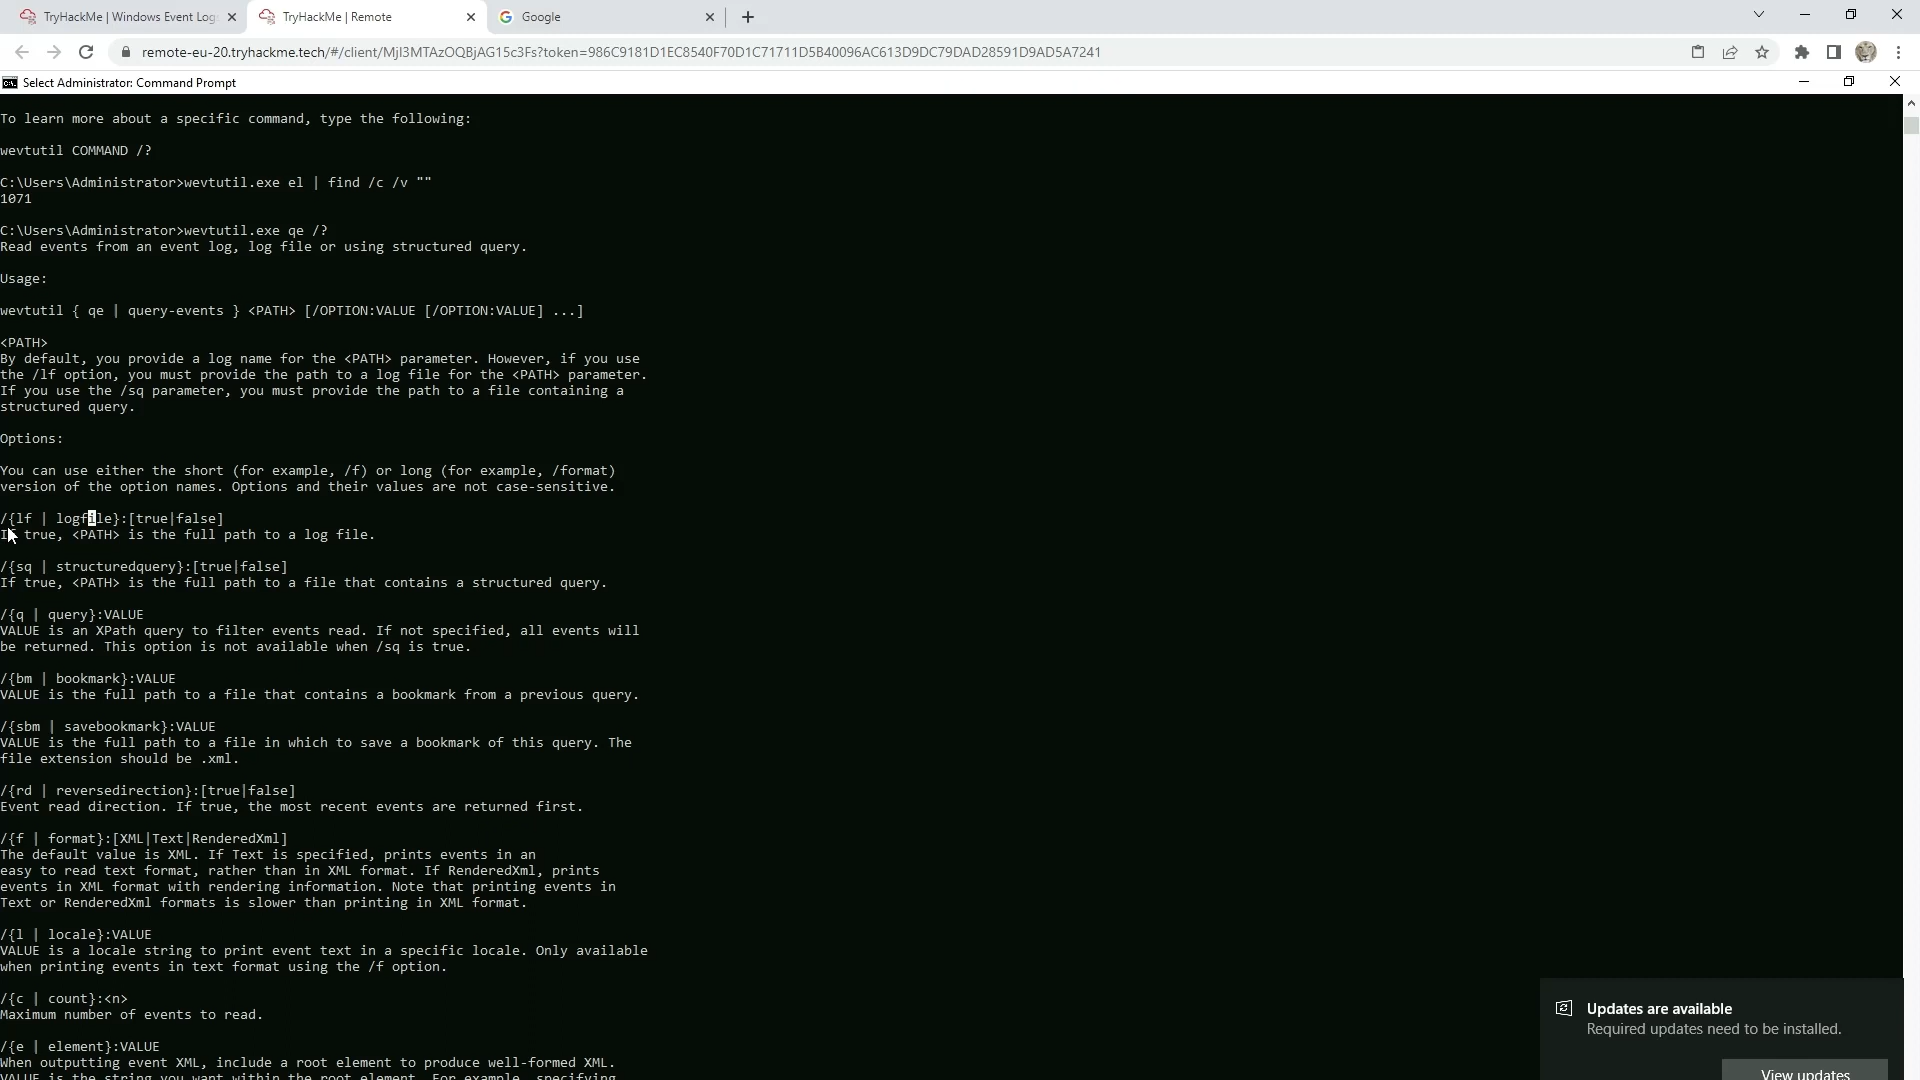 TryHackMe | Windows Event Log
TryHackMe | Remote
Google
remote-eu-20.tryhackme.tech/#/client/MjI3MTAzOQBjAG15c3Fs?token=986C9181D1EC8540F70D1C71711D5B40096AC613D9DC79DAD28591D9AD5A7241
Select Administrator: Command Prompt
To learn more about a specific command, type the following:
wevtutil COMMAND /?
C:\Users\Administrator>wevtutil.exe el | find /c /v ""
1071
C:\Users\Administrator>wevtutil.exe qe /?
Read events from an event log, log file or using structured query.
Usage:
wevtutil { qe | query-events } <PATH> [/OPTION:VALUE [/OPTION:VALUE] ...]
<PATH>
By default, you provide a log name for the <PATH> parameter. However, if you use
the /lf option, you must provide the path to a log file for the <PATH> parameter.
If you use the /sq parameter, you must provide the path to a file containing a
structured query.
Options:
You can use either the short (for example, /f) or long (for example, /format)
version of the option names. Options and their values are not case-sensitive.
/{lf | logfile}:[true|false]
If true, <PATH> is the full path to a log file.
/{sq | structuredquery}:[true|false]
If true, <PATH> is the full path to a file that contains a structured query.
/{q | query}:VALUE
VALUE is an XPath query to filter events read. If not specified, all events will
be returned. This option is not available when /sq is true.
/{bm | bookmark}:VALUE
VALUE is the full path to a file that contains a bookmark from a previous query.
/{sbm | savebookmark}:VALUE
VALUE is the full path to a file in which to save a bookmark of this query. The
file extension should be .xml.
/{rd | reversedirection}:[true|false]
Event read direction. If true, the most recent events are returned first.
/{f | format}:[XML|Text|RenderedXml]
The default value is XML. If Text is specified, prints events in an
easy to read text format, rather than in XML format. If RenderedXml, prints
events in XML format with rendering information. Note that printing events in
Text or RenderedXml formats is slower than printing in XML format.
/{l | locale}:VALUE
VALUE is a locale string to print event text in a specific locale. Only available
when printing events in text format using the /f option.
/{c | count}:<n>
Maximum number of events to read.
/{e | element}:VALUE
When outputting event XML, include a root element to produce well-formed XML.
VALUE is the string you want within the root element. For example, specifying
Updates are available
Required updates need to be installed.
View updates